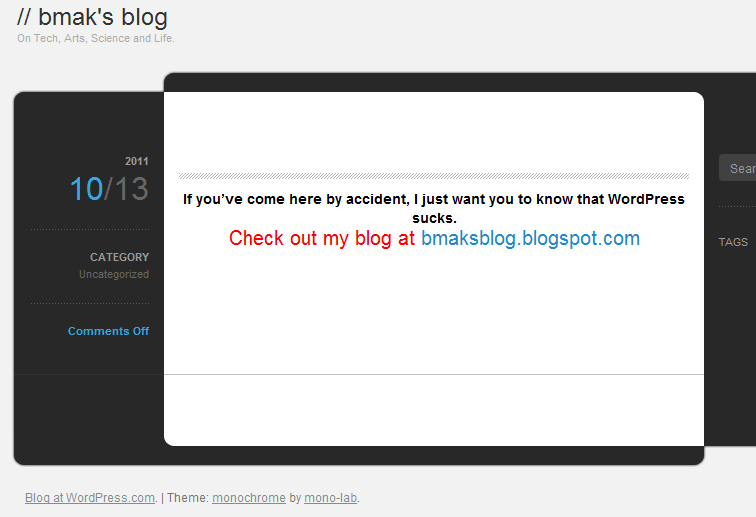 // bmak's blog
On Tech, Arts, Science and Life.
2011
10/13
CATEGORY
Uncategorized
Comments Off
If you’ve come here by accident, I just want you to know that WordPress
sucks.
Check out my blog at bmaksblog.blogspot.com
Sear
TAGS
Blog at WordPress.com. | Theme: monochrome by mono-lab.